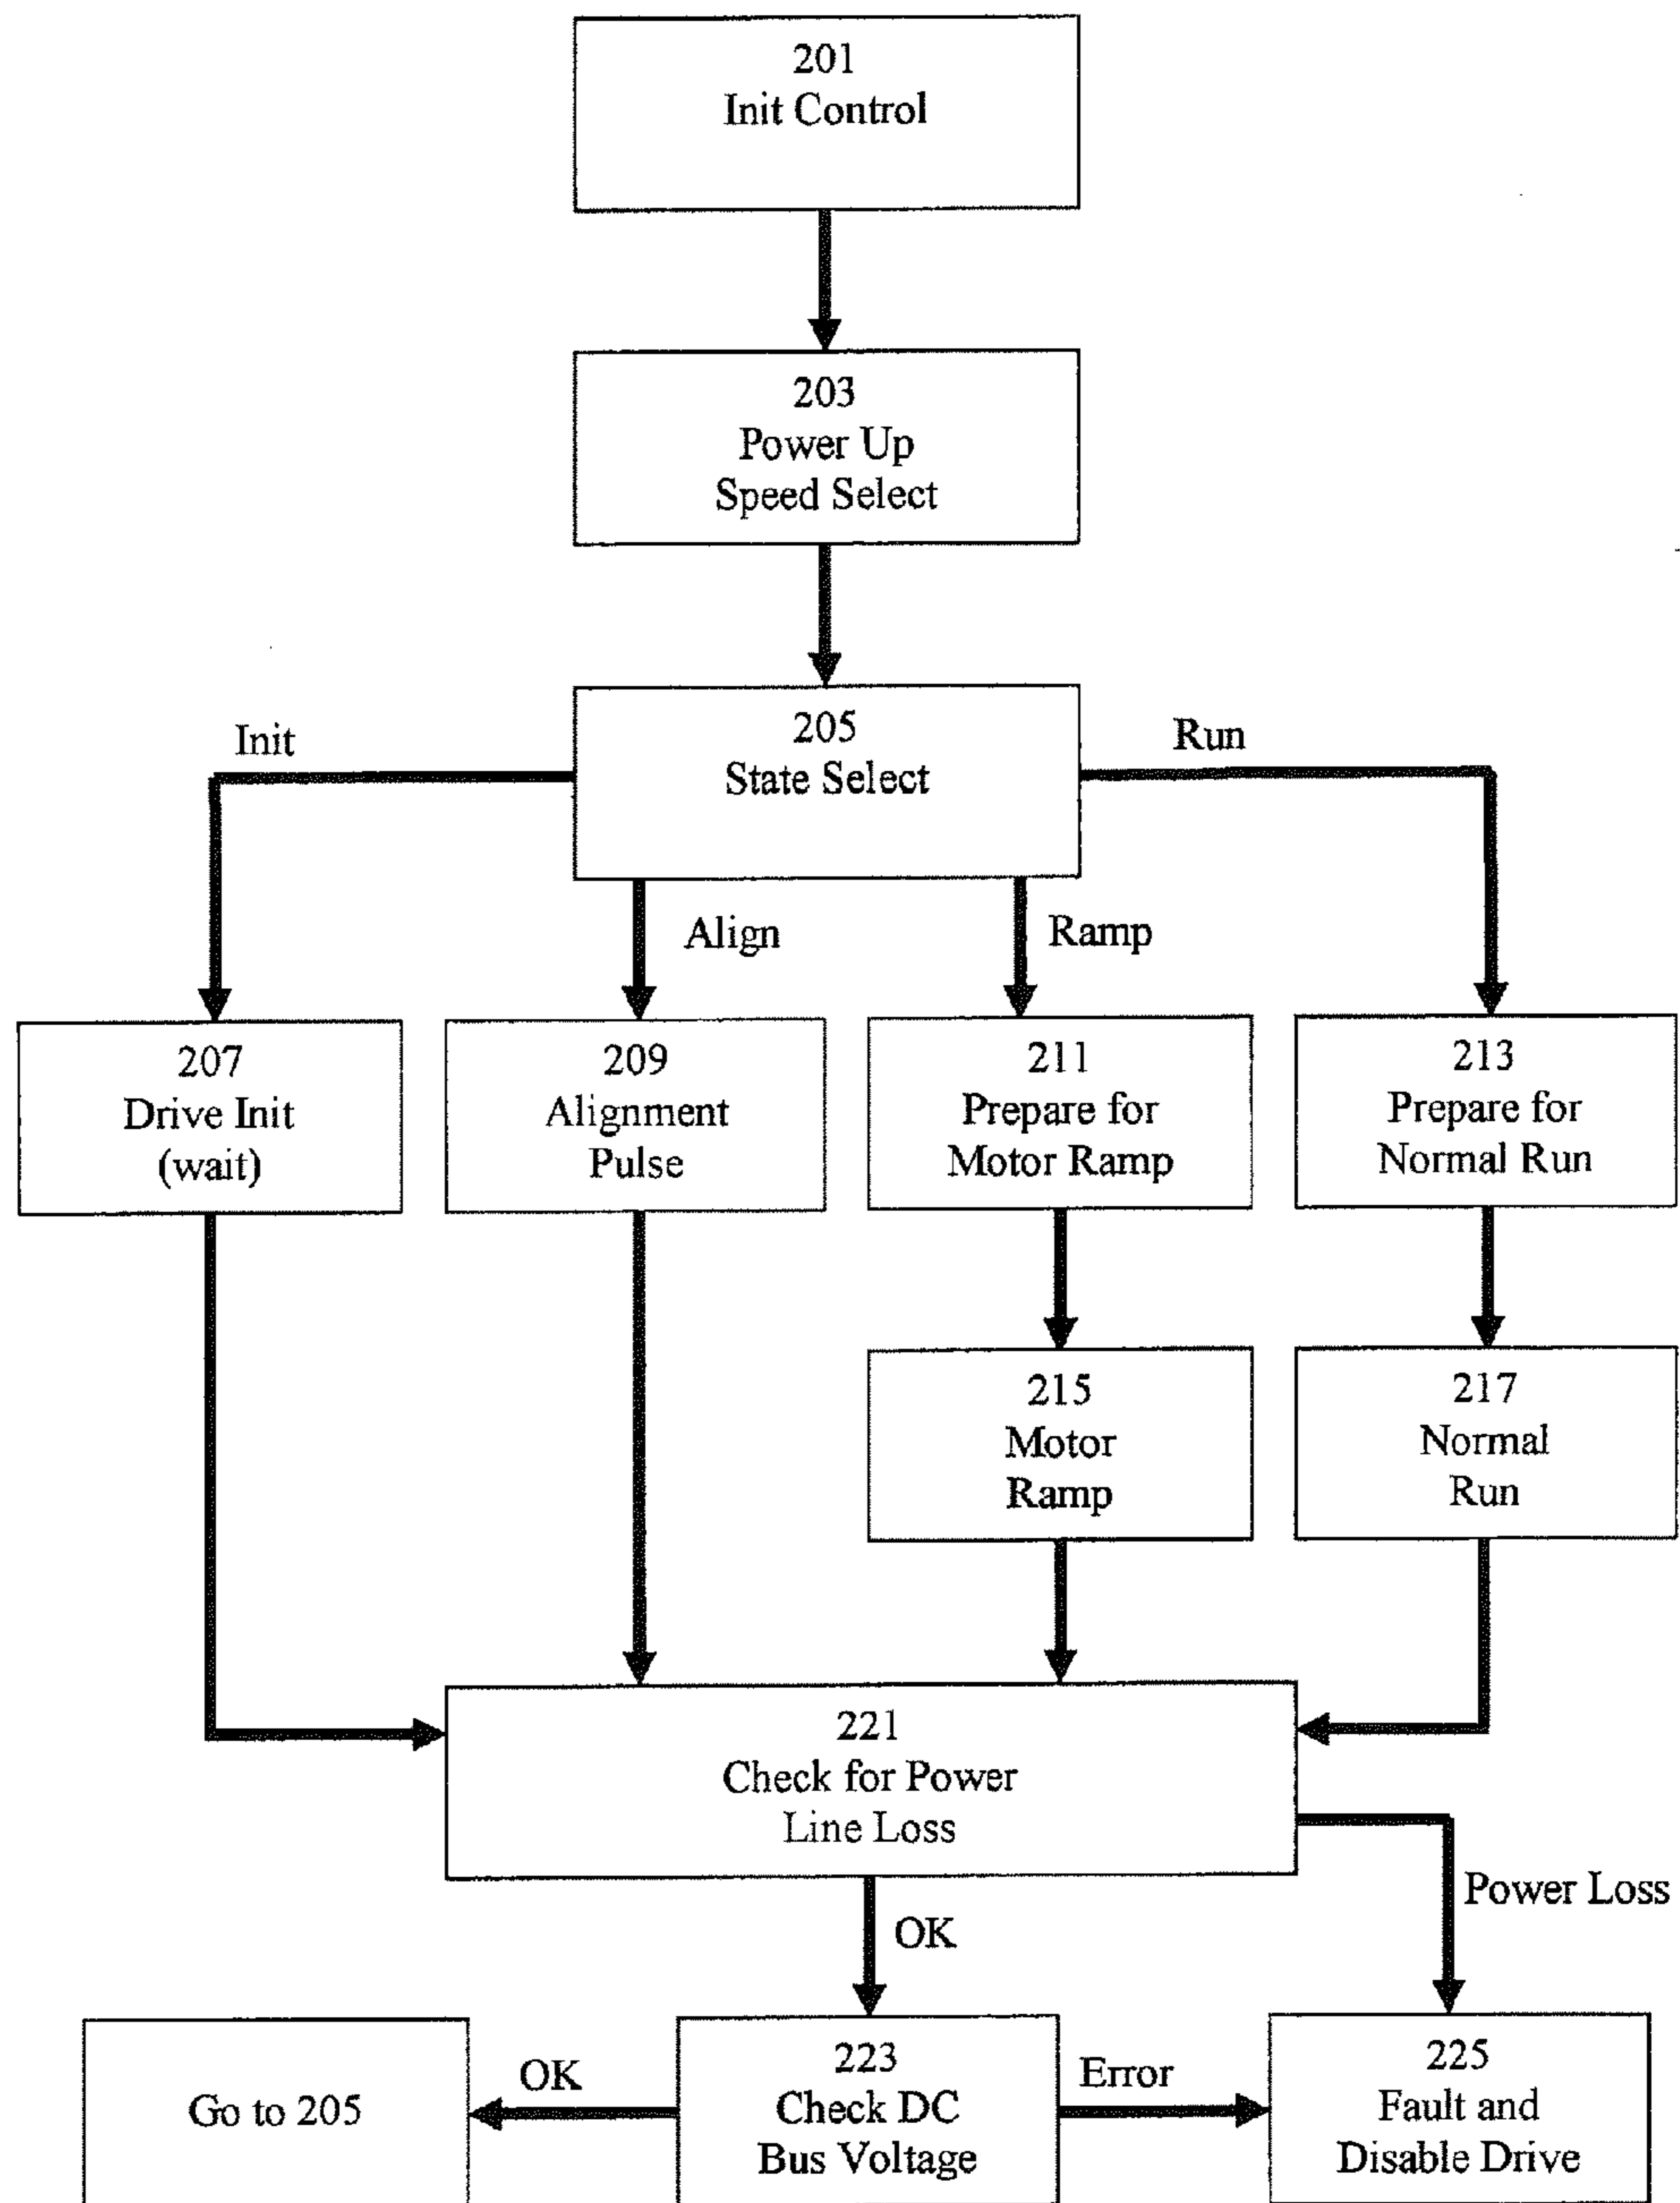 201
Init Control
203
Power Up
Speed Select
205
State Select
Init
Run
Align
Ramp
207
Drive Init
(wait)
209
Alignment
Pulse
211
Prepare for
Motor Ramp
213
Prepare for
Normal Run
215
Motor
Ramp
217
Normal
Run
221
Check for Power
Line Loss
Power Loss
OK
Go to 205
OK
223
Check DC
Bus Voltage
Error
225
Fault and
Disable Drive